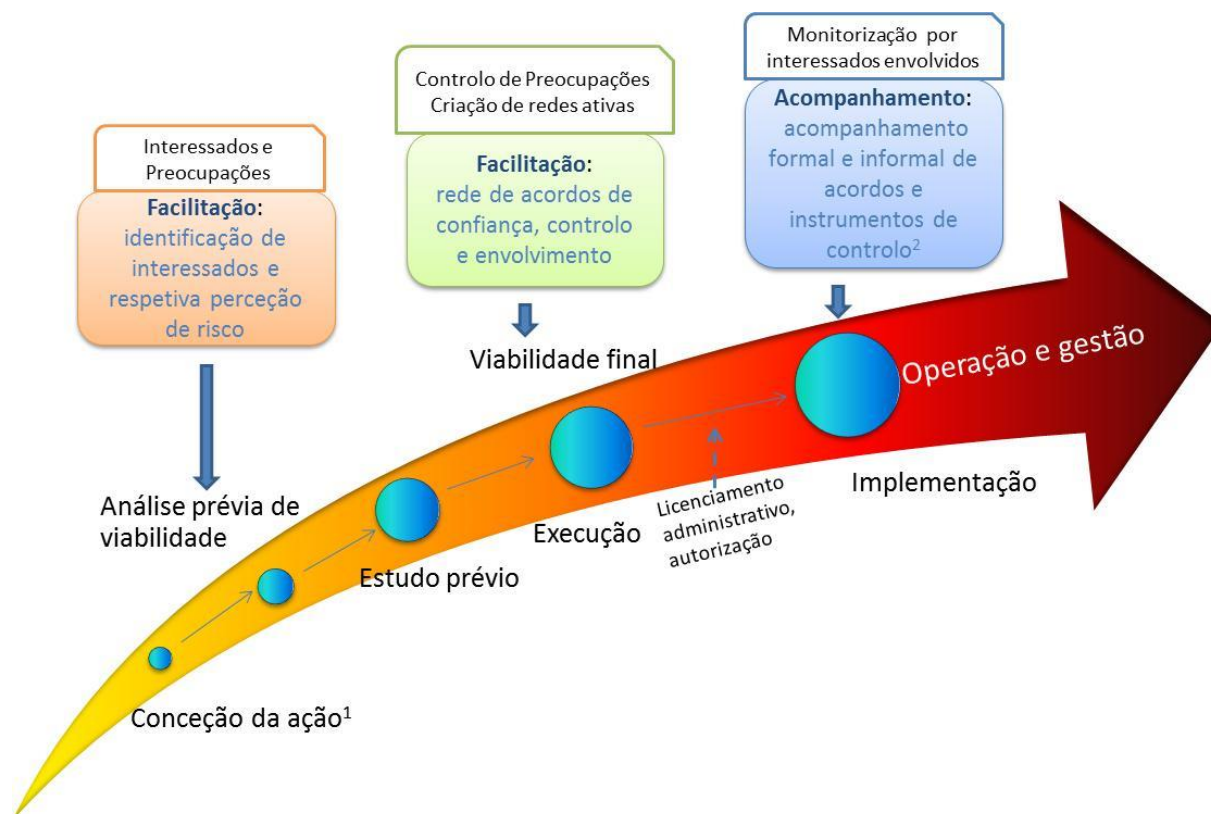 Interessados e
Preocupações
Facilitação:
identificação de
interessados e
respetiva perceção
de risco
Controlo de Preocupações
Criação de redes ativas
Facilitação:
rede de acordos de
confiança, controlo
e envolvimento
Monitorização por
interessados envolvidos
Acompanhamento:
acompanhamento
formal e informal de
acordos e
instrumentos de
controlo²
Viabilidade final
Operação e gestão
Análise prévia de
viabilidade
Execução
Licenciamento
administrativo,
autorização
Implementação
Estudo prévio
Conceção da ação¹